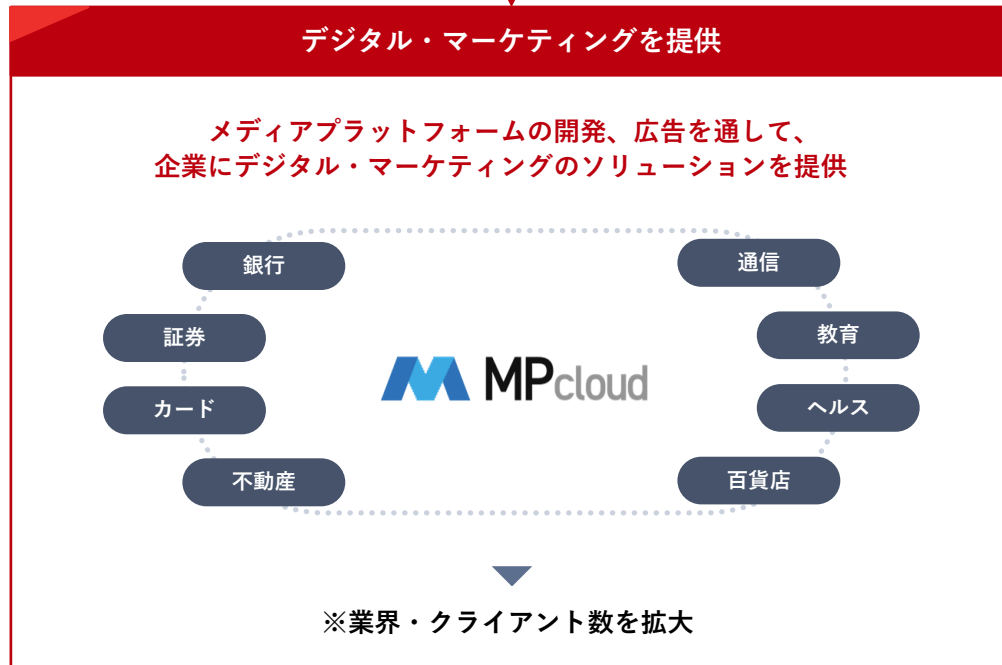 デジタル・マーケティングを提供
メディアプラットフォームの開発、広告を通して、
企業にデジタル・マーケティングのソリューションを提供
銀行
通信
証券
教育
MPcloud
カード
ヘルス
不動産
百貨店
※業界・クライアント数を拡大